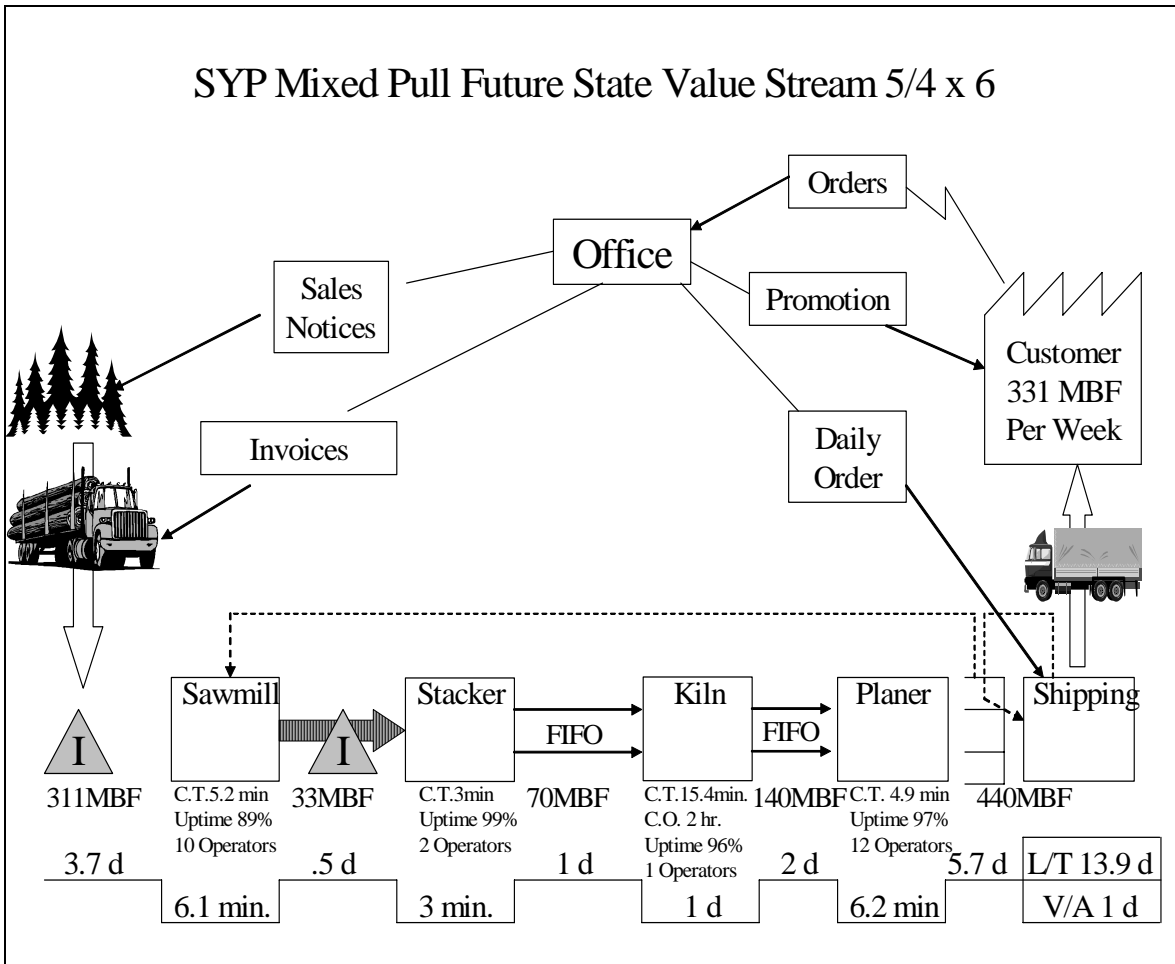 SYP Mixed Pull Future State Value Stream 5/4 x 6
Orders
Office
Sales
Notices
Promotion
Customer
331 MBF
Per Week
Invoices
Daily
Order
Sawmill
Stacker
Kiln
Planer
Shipping
I
I
FIFO
FIFO
311MBF
C.T.5.2 min
Uptime 89%
10 Operators
33MBF
C.T.3min
Uptime 99%
2 Operators
70MBF
C.T.15.4min.
C.O. 2 hr.
Uptime 96%
1 Operators
140MBF
C.T. 4.9 min
Uptime 97%
12 Operators
440MBF
3.7 d
.5 d
1 d
2 d
5.7 d
L/T 13.9 d
6.1 min.
3 min.
1 d
6.2 min
V/A 1 d